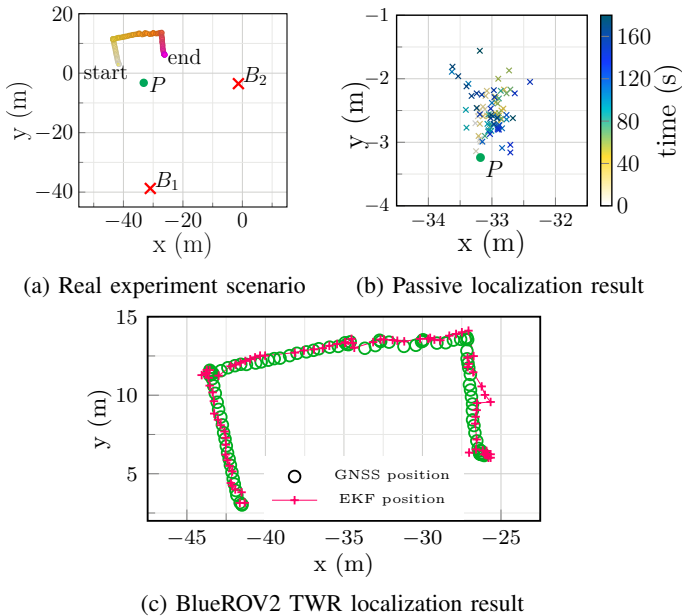 20
0
−20
−40
y (m)
start
end
P
B₂
B₁
−40
−20
0
x (m)
(a) Real experiment scenario
−1
−2
−3
−4
y (m)
P
−34
−33
−32
x (m)
160
120
80
40
0
time (s)
(b) Passive localization result
15
10
5
y (m)
GNSS position
EKF position
−45
−40
−35
−30
−25
x (m)
(c) BlueROV2 TWR localization result